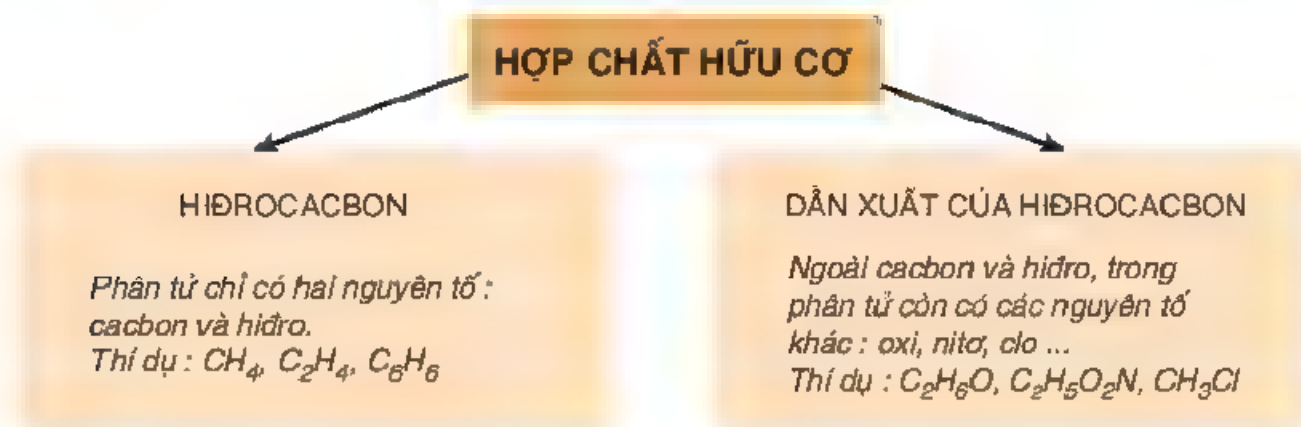 HỢP CHẤT HỮU CƠ
HIĐROCACBON
Phân tử chỉ có hai nguyên tố :
cacbon và hiđro.
Thí dụ : CH₄, C₂H₄, C₆H₆
DẪN XUẤT CỦA HIĐROCACBON
Ngoài cacbon và hiđro, trong
phân tử còn có các nguyên tố
khác : oxi, nitơ, clo ...
Thí dụ : C₂H₆O, C₂H₅O₂N, CH₃Cl